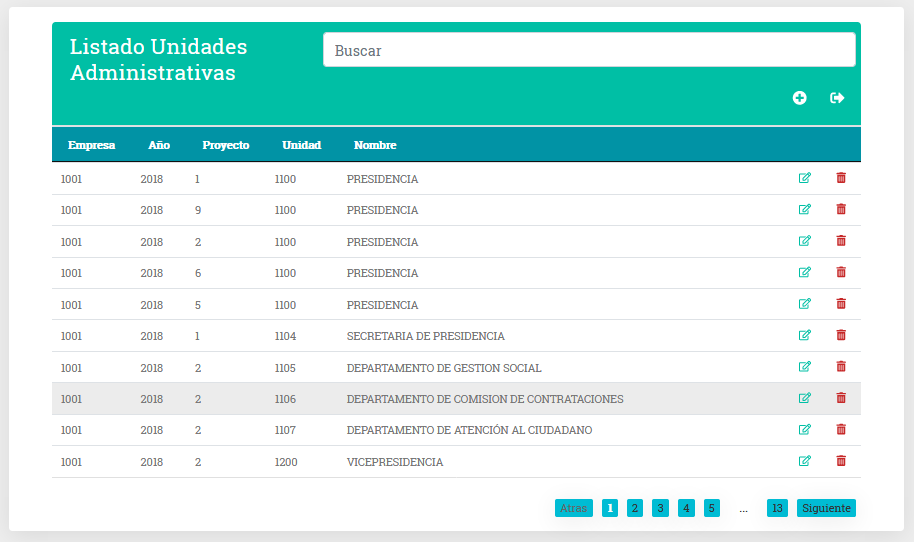 Listado Unidades
Administrativas
Buscar
Empresa Año Proyecto Unidad Nombre
1001 2018 1 1100 PRESIDENCIA
1001 2018 9 1100 PRESIDENCIA
1001 2018 2 1100 PRESIDENCIA
1001 2018 6 1100 PRESIDENCIA
1001 2018 5 1100 PRESIDENCIA
1001 2018 1 1104 SECRETARIA DE PRESIDENCIA
1001 2018 2 1105 DEPARTAMENTO DE GESTION SOCIAL
1001 2018 2 1106 DEPARTAMENTO DE COMISION DE CONTRATACIONES
1001 2018 2 1107 DEPARTAMENTO DE ATENCIÓN AL CIUDADANO
1001 2018 2 1200 VICEPRESIDENCIA
Atras 1 2 3 4 5 ... 13 Siguiente